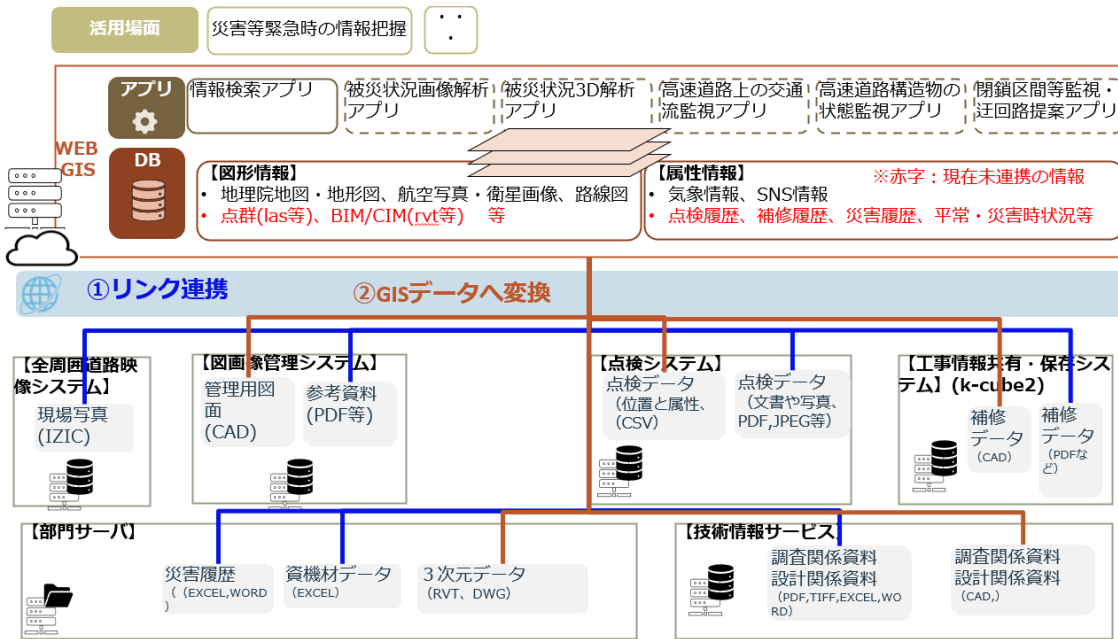 活用場面
災害等緊急時の情報把握
・・
・
WEB
GIS
アプリ
情報検索アプリ
被災状況画像解析
アプリ
被災状況3D解析
アプリ
高速道路上の交通
流監視アプリ
高速道路構造物の
状態監視アプリ
閉鎖区間等監視・
迂回路提案アプリ
DB
【図形情報】
• 地理院地図・地形図、航空写真・衛星画像、路線図
• 点群(las等)、BIM/CIM(rvt等) 等
【属性情報】
※赤字：現在未連携の情報
• 気象情報、SNS情報
• 点検履歴、補修履歴、災害履歴、平常・災害時状況等
①リンク連携
②GISデータへ変換
【全周囲道路映
像システム】
現場写真
(IZIC)
【図画像管理システム】
管理用図
面
(CAD)
参考資料
(PDF等)
【点検システム】
点検データ
（位置と属性、
（CSV）
点検データ
（文書や写真、
PDF,JPEG等）
【工事情報共有・保存シス
テム】(k-cube2)
補修
データ
（CAD）
補修
データ
（PDFな
ど）
【部門サーバ】
災害履歴
（（EXCEL,WORD
）
資機材データ
（EXCEL）
３次元データ
（RVT、DWG）
【技術情報サービス】
調査関係資料
設計関係資料
（PDF,TIFF,EXCEL,WO
RD）
調査関係資料
設計関係資料
（CAD,）